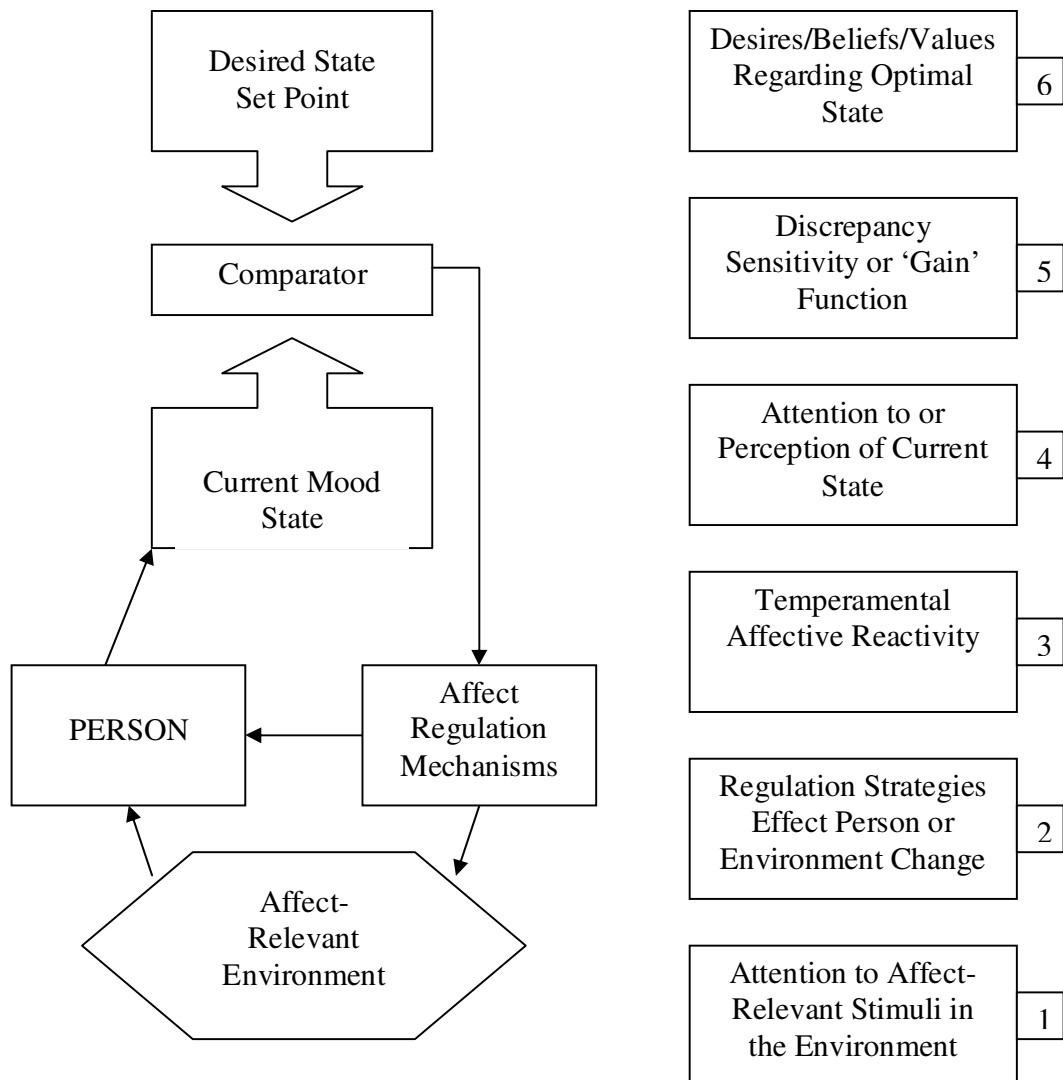 Desired State
Set Point
Comparator
Current Mood
State
PERSON
Affect
Regulation
Mechanisms
Affect-
Relevant
Environment
Desires/Beliefs/Values
Regarding Optimal
State
6
Discrepancy
Sensitivity or ‘Gain’
Function
5
Attention to or
Perception of Current
State
4
Temperamental
Affective Reactivity
3
Regulation Strategies
Effect Person or
Environment Change
2
Attention to Affect-
Relevant Stimuli in
the Environment
1